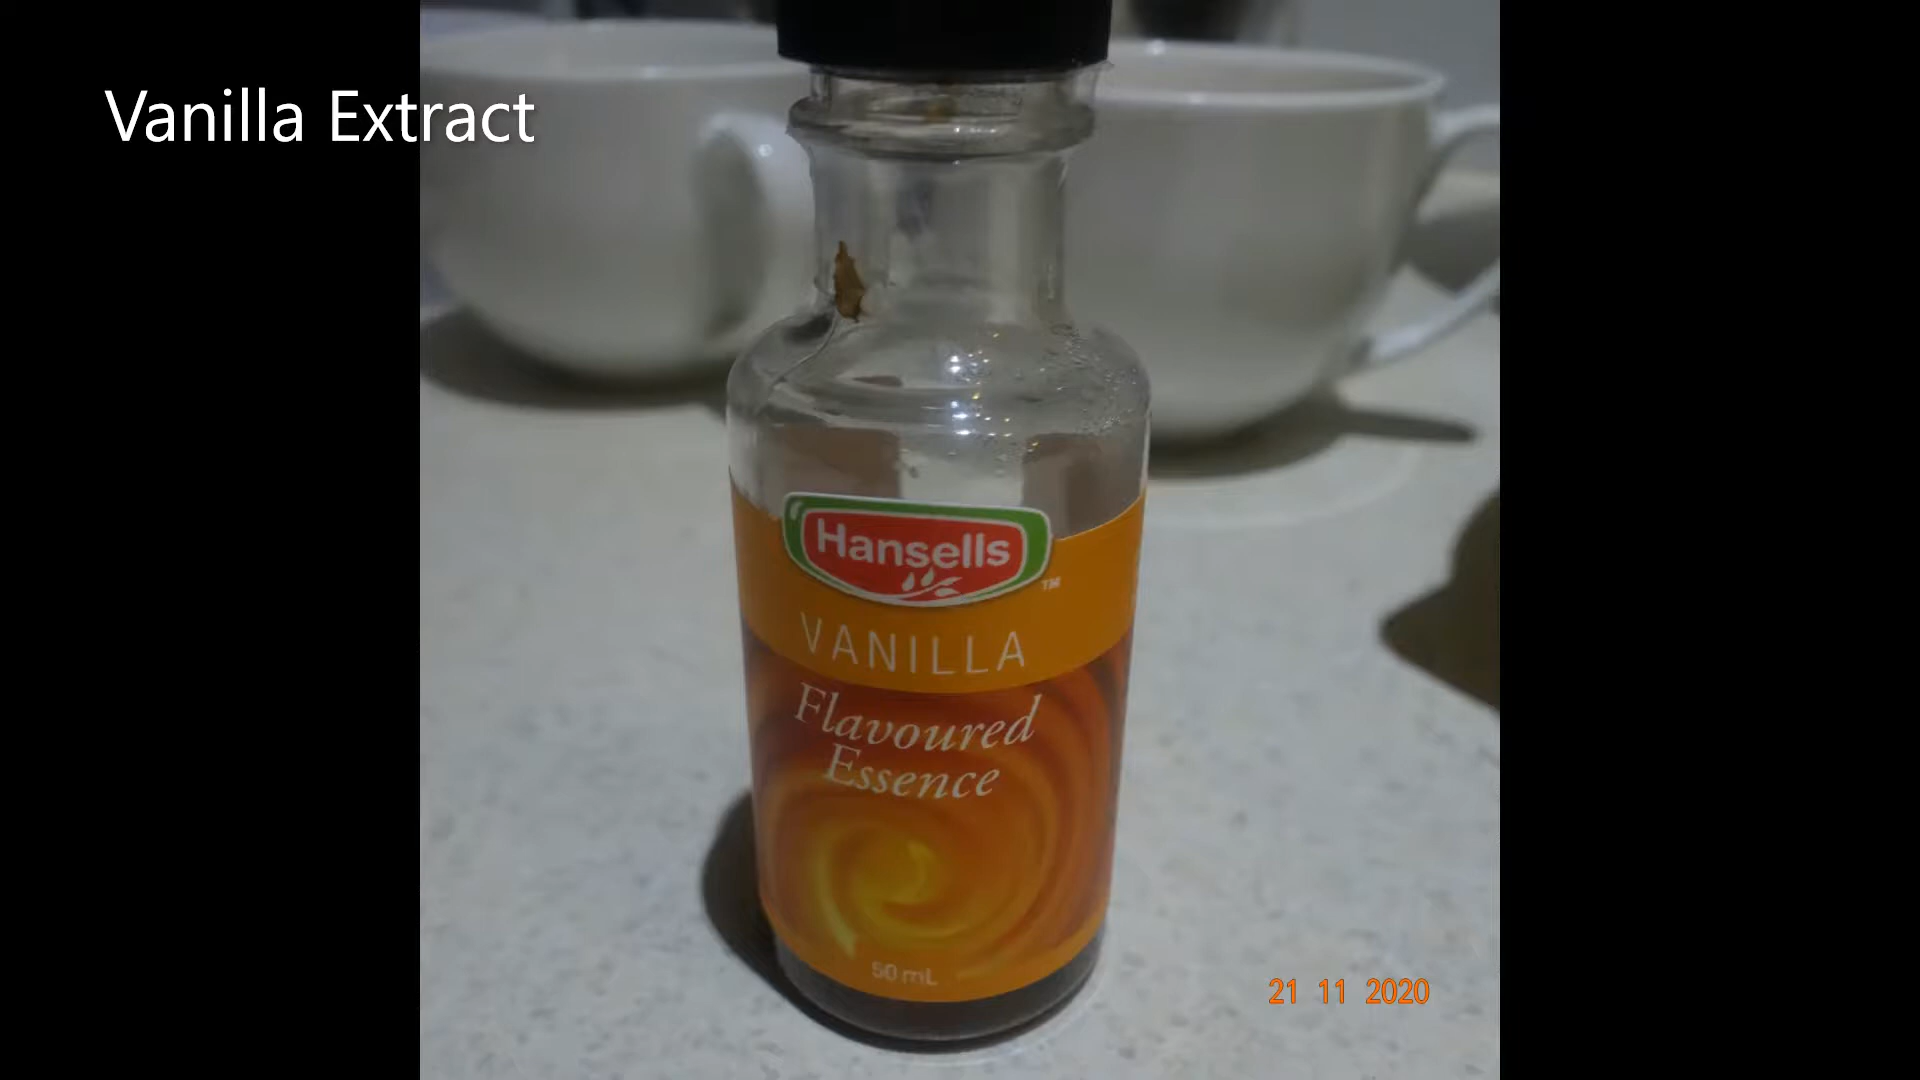 Vanilla Extract
Hansells
TM
VANILLA
Flavoured
Essence
50 mL
21 11 2020